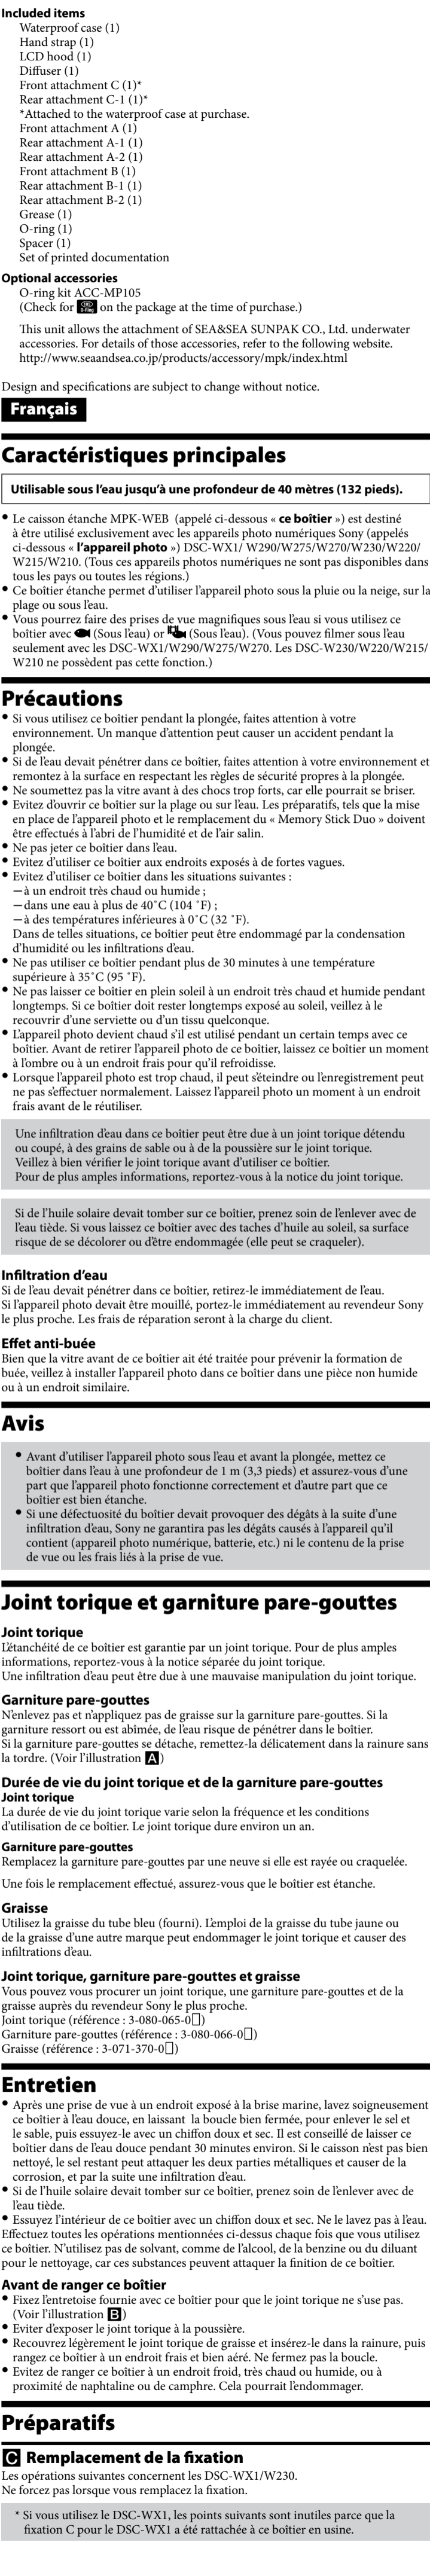 Included items
Waterproof case (1)
Hand strap (1)
LCD hood (1)
Diffuser (1)
Front attachment C (1)*
Rear attachment C-1 (1)*
*Attached to the waterproof case at purchase.
Front attachment A (1)
Rear attachment A-1 (1)
Rear attachment A-2 (1)
Front attachment B (1)
Rear attachment B-1 (1)
Rear attachment B-2 (1)
Grease (1)
O-ring (1)
Spacer (1)
Set of printed documentation
Optional accessories
O-ring kit ACC-MP105
(Check for O-Ring on the package at the time of purchase.)
This unit allows the attachment of SEA&SEA SUNPAK CO., Ltd. underwater
accessories. For details of those accessories, refer to the following website.
http://www.seaandsea.co.jp/products/accessory/mpk/index.html
Design and specifications are subject to change without notice.
Français
Caractéristiques principales
Utilisable sous l'eau jusqu'à une profondeur de 40 mètres (132 pieds).
• Le caisson étanche MPK-WEB (appelé ci-dessous « ce boîtier ») est destiné
à être utilisé exclusivement avec les appareils photo numériques Sony (appelés
ci-dessous « l'appareil photo ») DSC-WX1/ W290/W275/W270/W230/W220/
W215/W210. (Tous ces appareils photo numériques ne sont pas disponibles dans
tous les pays ou toutes les régions.)
• Ce boîtier étanche permet d'utiliser l'appareil photo sous la pluie ou la neige, sur la
plage ou sous l'eau.
• Vous pourrez faire des prises de vue magnifiques sous l'eau si vous utilisez ce
boîtier avec (Sous l'eau) or (Sous l'eau). (Vous pouvez filmer sous l'eau
seulement avec les DSC-WX1/W290/W275/W270. Les DSC-W230/W220/W215/
W210 ne possèdent pas cette fonction.)
Précautions
• Si vous utilisez ce boîtier pendant la plongée, faites attention à votre
environnement. Un manque d'attention peut causer un accident pendant la
plongée.
• Si de l'eau devait pénétrer dans ce boîtier, faites attention à votre environnement et
remontez à la surface en respectant les règles de sécurité propres à la plongée.
• Ne soumettez pas la vitre avant à des chocs trop forts, car elle pourrait se briser.
• Evitez d'ouvrir ce boîtier sur la plage ou sur l'eau. Les préparatifs, tels que la mise
en place de l'appareil photo et le remplacement du « Memory Stick Duo » doivent
être effectués à l'abri de l'humidité et de l'air salin.
• Ne pas jeter ce boîtier dans l'eau.
• Evitez d'utiliser ce boîtier aux endroits exposés à de fortes vagues.
• Evitez d'utiliser ce boîtier dans les situations suivantes :
— à un endroit très chaud ou humide ;
— dans une eau à plus de 40˚C (104 ˚F) ;
— à des températures inférieures à 0˚C (32 ˚F).
Dans de telles situations, ce boîtier peut être endommagé par la condensation
d'humidité ou les infiltrations d'eau.
• Ne pas utiliser ce boîtier pendant plus de 30 minutes à une température
supérieure à 35˚C (95 ˚F).
• Ne pas laisser ce boîtier en plein soleil à un endroit très chaud et humide pendant
longtemps. Si ce boîtier doit rester longtemps exposé au soleil, veillez à le
recouvrir d'une serviette ou d'un tissu quelconque.
• L'appareil photo devient chaud s'il est utilisé pendant un certain temps avec ce
boîtier. Avant de retirer l'appareil photo de ce boîtier, laissez ce boîtier un moment
à l'ombre ou à un endroit frais pour qu'il refroidisse.
• Lorsque l'appareil photo est trop chaud, il peut s'éteindre ou l'enregistrement peut
ne pas s'effectuer normalement. Laissez l'appareil photo un moment à un endroit
frais avant de le réutiliser.
Une infiltration d'eau dans ce boîtier peut être due à un joint torique détendu
ou coupé, à des grains de sable ou à de la poussière sur le joint torique.
Veillez à bien vérifier le joint torique avant d'utiliser ce boîtier.
Pour de plus amples informations, reportez-vous à la notice du joint torique.
Si de l'huile solaire devait tomber sur ce boîtier, prenez soin de l'enlever avec de
l'eau tiède. Si vous laissez ce boîtier avec des taches d'huile au soleil, sa surface
risque de se décolorer ou d'être endommagée (elle peut se craqueler).
Infiltration d'eau
Si de l'eau devait pénétrer dans ce boîtier, retirez-le immédiatement de l'eau.
Si l'appareil photo devait être mouillé, portez-le immédiatement au revendeur Sony
le plus proche. Les frais de réparation seront à la charge du client.
Effet anti-buée
Bien que la vitre avant de ce boîtier ait été traitée pour prévenir la formation de
buée, veillez à installer l'appareil photo dans ce boîtier dans une pièce non humide
ou à un endroit similaire.
Avis
• Avant d'utiliser l'appareil photo sous l'eau et avant la plongée, mettez ce
boîtier dans l'eau à une profondeur de 1 m (3,3 pieds) et assurez-vous d'une
part que l'appareil photo fonctionne correctement et d'autre part que ce
boîtier est bien étanche.
• Si une défectuosité du boîtier devait provoquer des dégâts à la suite d'une
infiltration d'eau, Sony ne garantira pas les dégâts causés à l'appareil qu'il
contient (appareil photo numérique, batterie, etc.) ni le contenu de la prise
de vue ou les frais liés à la prise de vue.
Joint torique et garniture pare-gouttes
Joint torique
L'étanchéité de ce boîtier est garantie par un joint torique. Pour de plus amples
informations, reportez-vous à la notice séparée du joint torique.
Une infiltration d'eau peut être due à une mauvaise manipulation du joint torique.
Garniture pare-gouttes
N'enlevez pas et n'appliquez pas de graisse sur la garniture pare-gouttes. Si la
garniture ressort ou est abîmée, de l'eau risque de pénétrer dans le boîtier.
Si la garniture pare-gouttes se détache, remettez-la délicatement dans la rainure sans
la tordre. (Voir l'illustration A)
Durée de vie du joint torique et de la garniture pare-gouttes
Joint torique
La durée de vie du joint torique varie selon la fréquence et les conditions
d'utilisation de ce boîtier. Le joint torique dure environ un an.
Garniture pare-gouttes
Remplacez la garniture pare-gouttes par une neuve si elle est rayée ou craquelée.
Une fois le remplacement effectué, assurez-vous que le boîtier est étanche.
Graisse
Utilisez la graisse du tube bleu (fourni). L'emploi de la graisse du tube jaune ou
de la graisse d'une autre marque peut endommager le joint torique et causer des
infiltrations d'eau.
Joint torique, garniture pare-gouttes et graisse
Vous pouvez vous procurer un joint torique, une garniture pare-gouttes et de la
graisse auprès du revendeur Sony le plus proche.
Joint torique (référence : 3-080-065-0▯)
Garniture pare-gouttes (référence : 3-080-066-0▯)
Graisse (référence : 3-071-370-0▯)
Entretien
• Après une prise de vue à un endroit exposé à la brise marine, lavez soigneusement
ce boîtier à l'eau douce, en laissant la boucle bien fermée, pour enlever le sel et
le sable, puis essuyez-le avec un chiffon doux et sec. Il est conseillé de laisser ce
boîtier dans de l'eau douce pendant 30 minutes environ. Si le caisson n'est pas bien
nettoyé, le sel restant peut attaquer les deux parties métalliques et causer de la
corrosion, et par la suite une infiltration d'eau.
• Si de l'huile solaire devait tomber sur ce boîtier, prenez soin de l'enlever avec de
l'eau tiède.
• Essuyez l'intérieur de ce boîtier avec un chiffon doux et sec. Ne le lavez pas à l'eau.
Effectuez toutes les opérations mentionnées ci-dessus chaque fois que vous utilisez
ce boîtier. N'utilisez pas de solvant, comme de l'alcool, de la benzine ou du diluant
pour le nettoyage, car ces substances peuvent attaquer la finition de ce boîtier.
Avant de ranger ce boîtier
• Fixez l'entretoise fournie avec ce boîtier pour que le joint torique ne s'use pas.
(Voir l'illustration B)
• Eviter d'exposer le joint torique à la poussière.
• Recouvrez légèrement le joint torique de graisse et insérez-le dans la rainure, puis
rangez ce boîtier à un endroit frais et bien aéré. Ne fermez pas la boucle.
• Evitez de ranger ce boîtier à un endroit froid, très chaud ou humide, ou à
proximité de naphtaline ou de camphre. Cela pourrait l'endommager.
Préparatifs
C Remplacement de la fixation
Les opérations suivantes concernent les DSC-WX1/W230.
Ne forcez pas lorsque vous remplacez la fixation.
* Si vous utilisez le DSC-WX1, les points suivants sont inutiles parce que la
fixation C pour le DSC-WX1 a été rattachée à ce boîtier en usine.